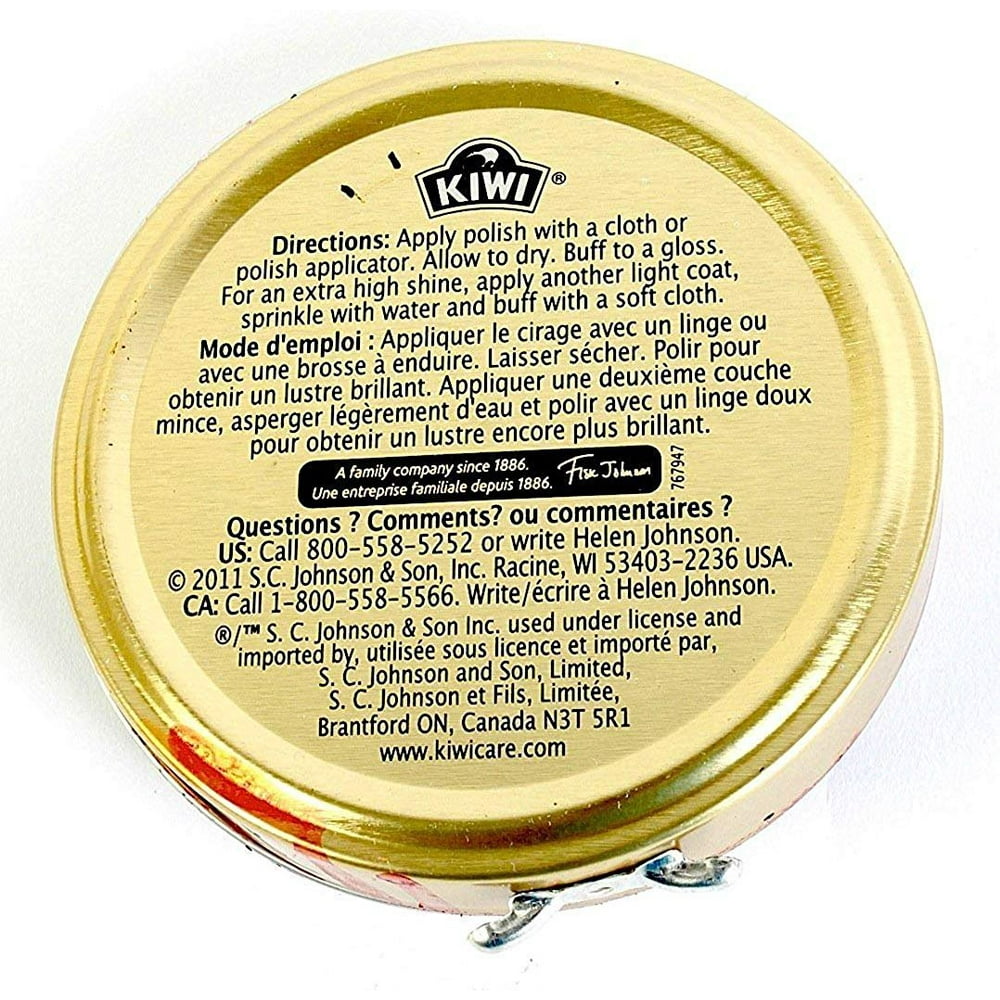 KIWI®
Directions: Apply polish with a cloth or
polish applicator. Allow to dry. Buff to a gloss.
For an extra high shine, apply another light coat,
sprinkle with water and buff with a soft cloth.
Mode d'emploi : Appliquer le cirage avec un linge ou
avec une brosse à enduire. Laisser sécher. Polir pour
obtenir un lustre brillant. Appliquer une deuxième couche
mince, asperger légèrement d'eau et polir avec un linge doux
pour obtenir un lustre encore plus brillant.
A family company since 1886.
Une entreprise familiale depuis 1886.
Fisk Johnson
767947
Questions ? Comments? ou commentaires ?
US: Call 800-558-5252 or write Helen Johnson.
© 2011 S.C. Johnson & Son, Inc. Racine, WI 53403-2236 USA.
CA: Call 1-800-558-5566. Write/écrire à Helen Johnson.
®/™ S. C. Johnson & Son Inc. used under license and
imported by, utilisée sous licence et importé par,
S. C. Johnson and Son, Limited,
S. C. Johnson et Fils, Limitée,
Brantford ON, Canada N3T 5R1
www.kiwicare.com